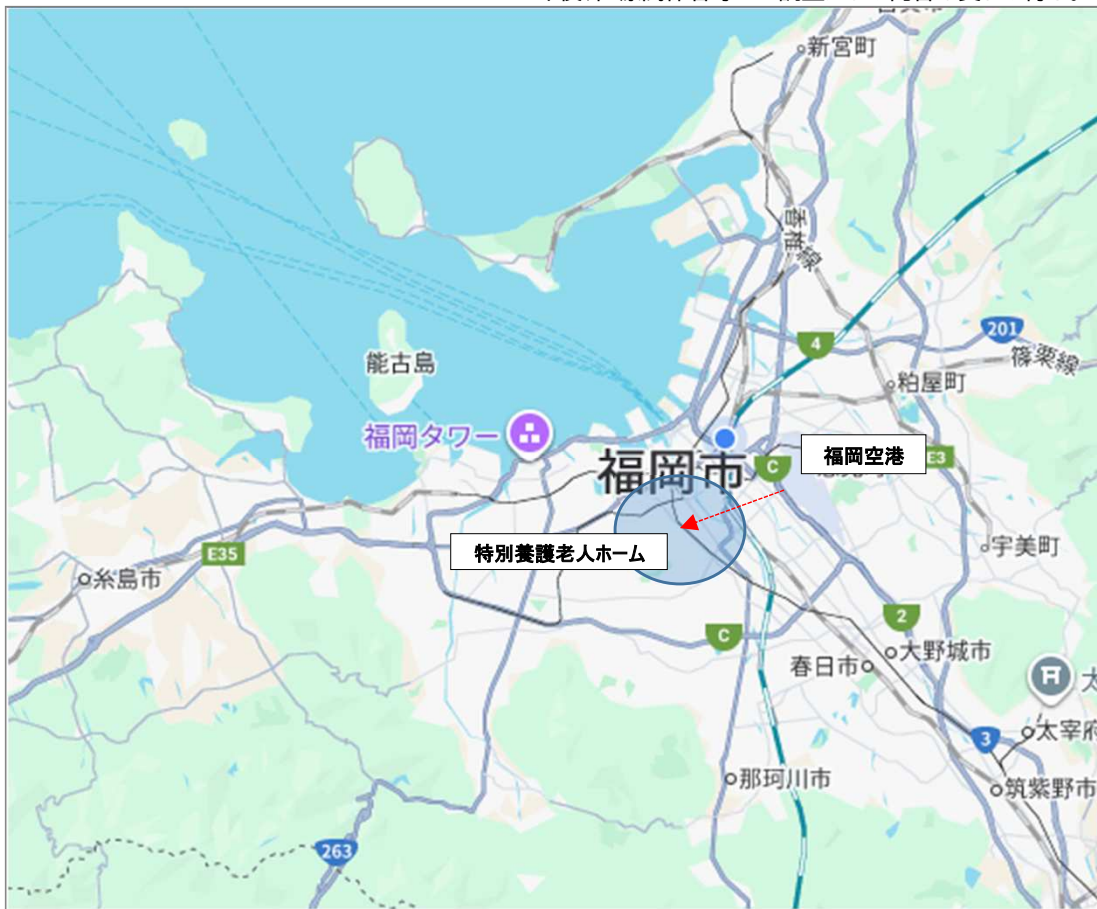 新宮町
香椎線
201
4
篠栗線
粕屋町
能古島
福岡タワー
福岡市
C
福岡空港
E3
特別養護老人ホーム
E35
宇美町
糸島市
2
C
大野城市
春日市
太宰府
3
那珂川市
筑紫野市
263